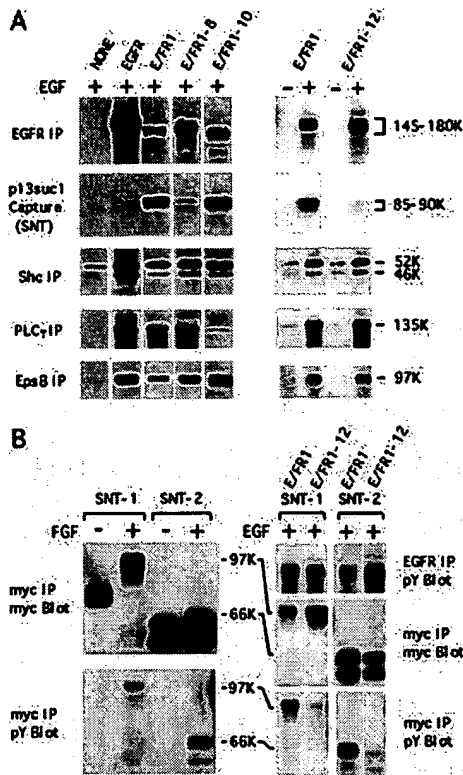 A
NONE EGFR E/FR1 E/FR1-8 E/FR1-10 E/FR1 E/FR1-12
EGF + + + + + - + - +
EGFR IP 145-180K
p13suc1
Capture
(SNT)
85-90K
Shc IP 52K
46K
PLCγ IP 135K
Eps8 IP 97K
B
E/FR1 E/FR1-12 E/FR1 E/FR1-12
SNT-1 SNT-2 SNT-1 SNT-2
FGF - + - + EGF + + + +
-97K
EGFR IP
pY Blot
myc IP
myc Blot
-66K
myc IP
myc Blot
-97K
myc IP
pY Blot
-66K
myc IP
pY Blot